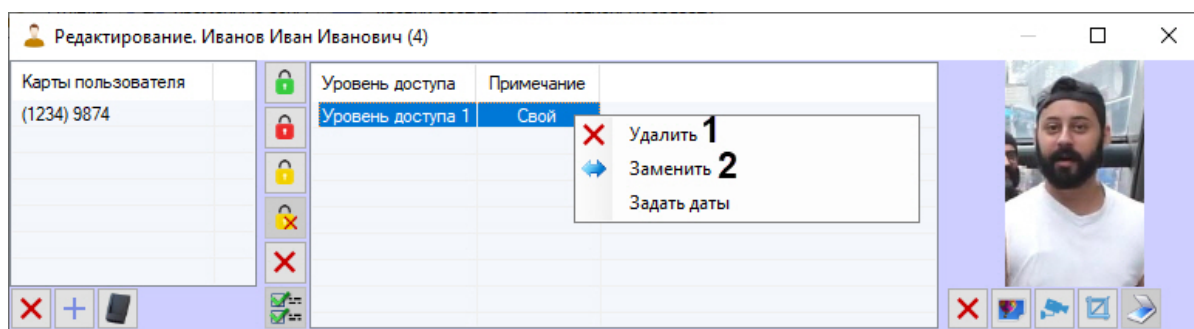 Редактирование. Иванов Иван Иванович (4)
Карты пользователя
(1234) 9874
Уровень доступа Примечание
Уровень доступа 1 Свой
Удалить 1
Заменить 2
Задать даты